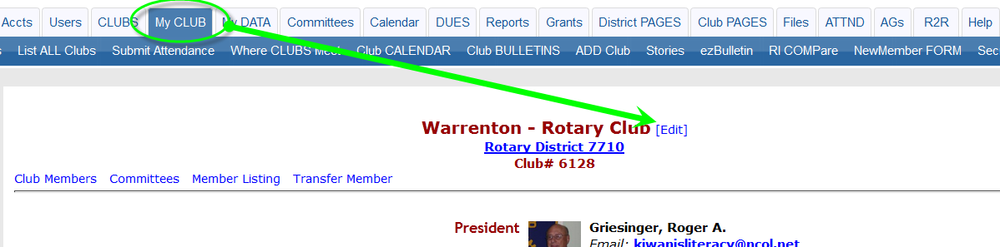 Accts Users CLUBS My CLUB My DATA Committees Calendar DUES Reports Grants District PAGES Club PAGES Files ATTND AGs R2R Help
s List ALL Clubs Submit Attendance Where CLUBS Meet Club CALENDAR Club BULLETINS ADD Club Stories ezBulletin RI COMPare NewMember FORM Sec
Warrenton - Rotary Club [Edit]
Rotary District 7710
Club# 6128
Club Members Committees Member Listing Transfer Member
President Griesinger, Roger A.
Email: kiwanisliteracy@ncol.net